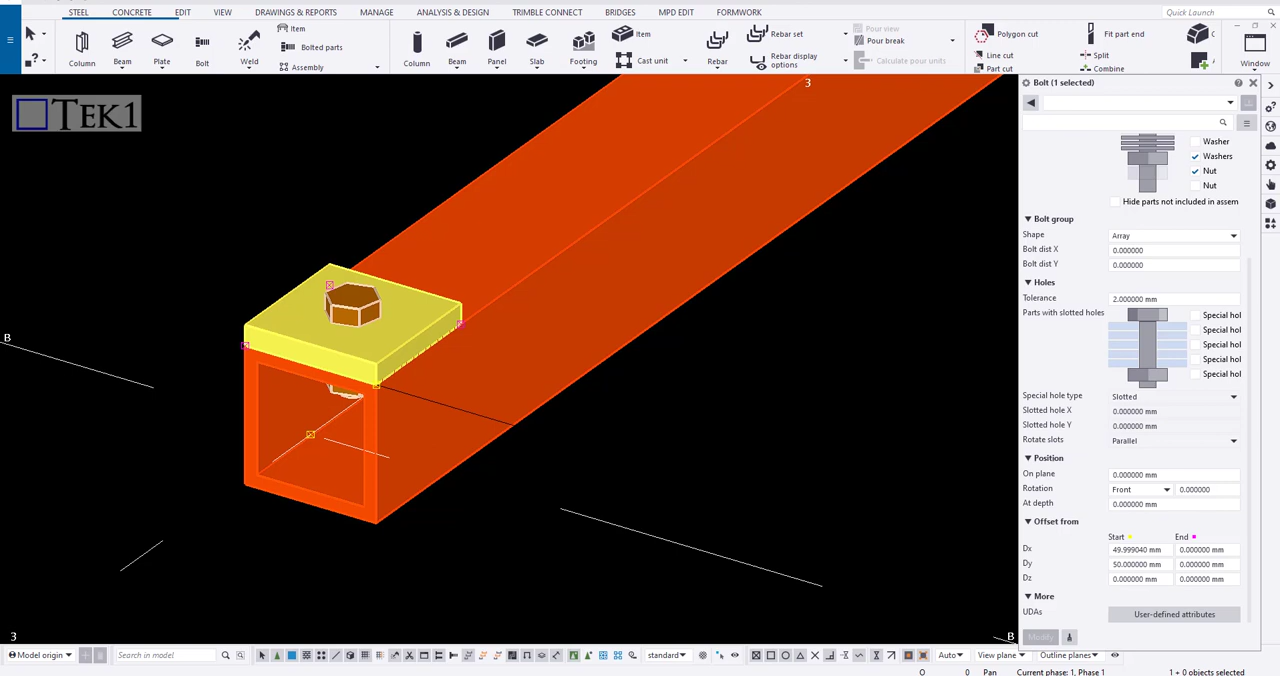 STEEL CONCRETE EDIT VIEW DRAWINGS & REPORTS MANAGE ANALYSIS & DESIGN TRIMBLE CONNECT BRIDGES MPD EDIT FORMWORK Quick Launch
Item Item Rebar set Pour view Polygon cut Fit part end
Bolted parts Pour break
Column Beam Plate Bolt Weld Assembly Column Beam Panel Slab Footing Cast unit Rebar Rebar display options Calculate pour units Line cut Split Window
Part cut Combine
Bolt (1 selected)
TEK1
3
Washer
Washers
Nut
Nut
Hide parts not included in assem
Bolt group
Shape Array
Bolt dist X 0.000000
Bolt dist Y 0.000000
Holes
Tolerance 2.000000 mm
Parts with slotted holes Special hol
Special hol
Special hol
Special hol
Special hol
B
Special hole type Slotted
Slotted hole X 0.000000 mm
Slotted hole Y 0.000000 mm
Rotate slots Parallel
Position
On plane 0.000000 mm
Rotation Front 0.000000
At depth 0.000000 mm
Offset from
Start End
Dx 49.999040 mm 0.000000 mm
Dy 50.000000 mm 0.000000 mm
Dz 0.000000 mm 0.000000 mm
More
UDAs User-defined attributes
3 B Modify
Model origin Search in model standard Auto View plane Outline planes
O 0 Pan Current phase: 1, Phase 1 1 + 0 objects selected